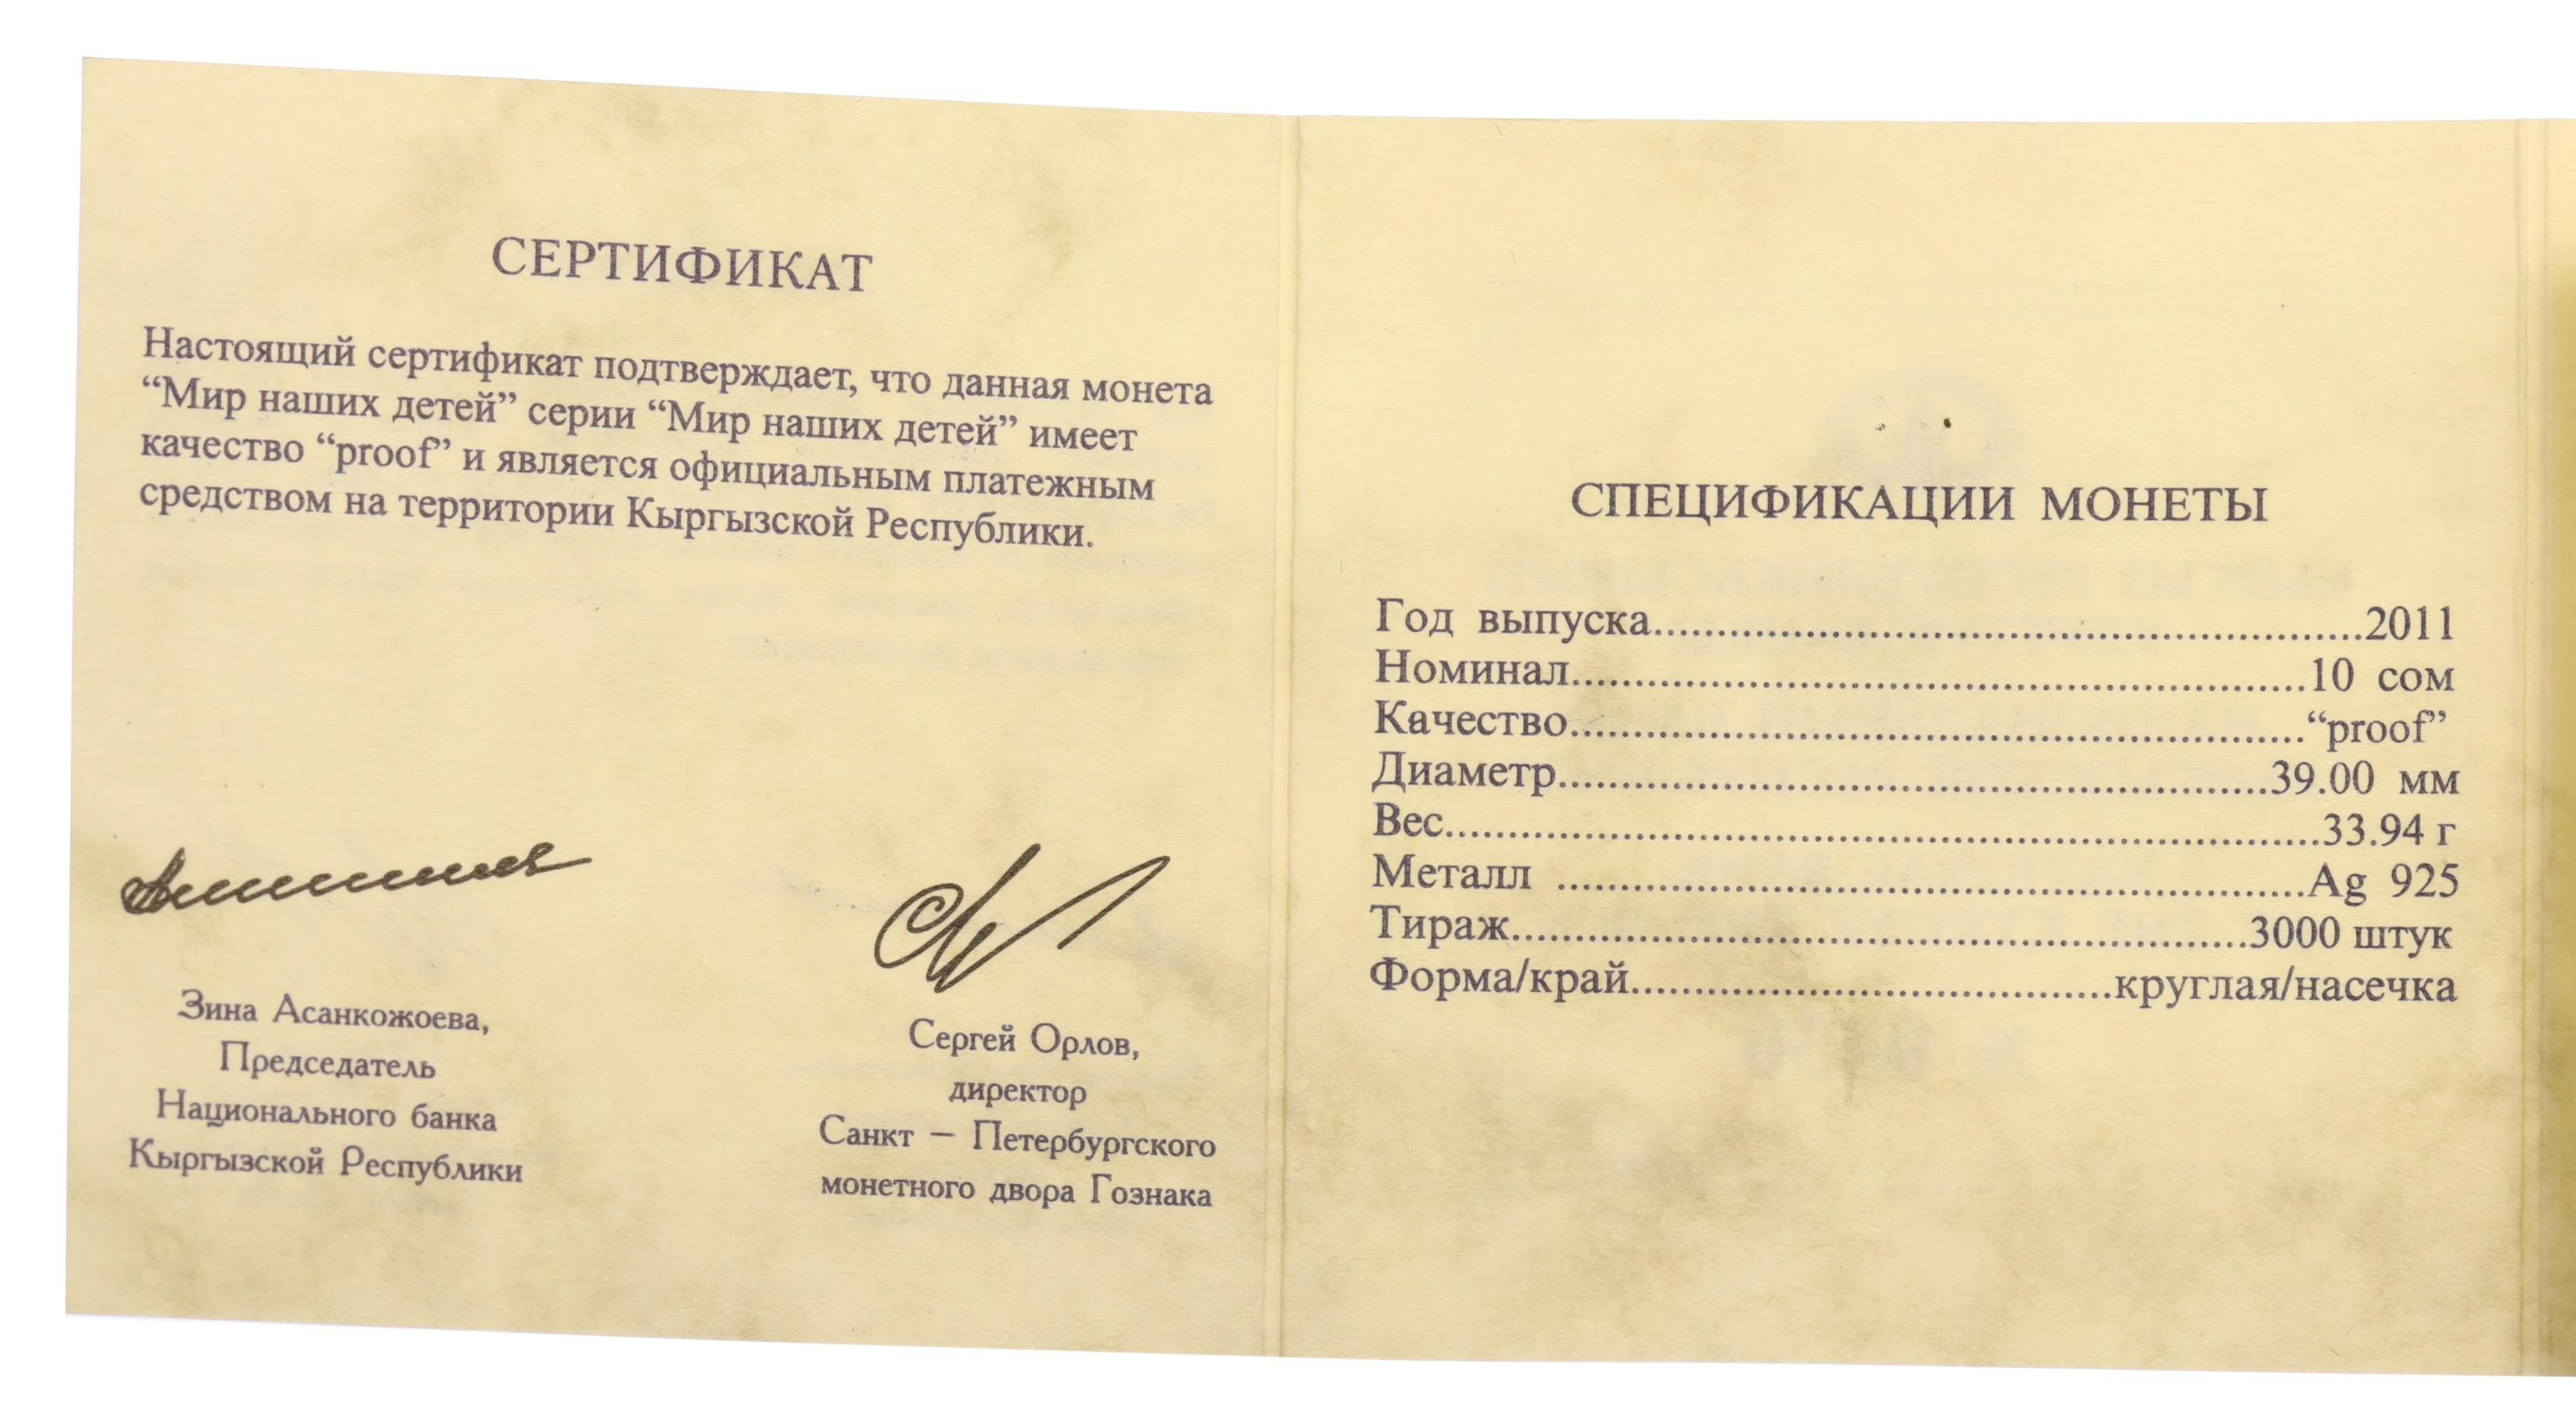 СЕРТИФИКАТ
Настоящий сертификат подтверждает, что данная монета
“Мир наших детей” серии “Мир наших детей” имеет
качество “proof” и является официальным платежным
средством на территории Кыргызской Республики.
Зина Асанкожоева,
Председатель
Национального банка
Кыргызской Республики
Сергей Орлов,
директор
Санкт – Петербургского
монетного двора Гознака
СПЕЦИФИКАЦИИ МОНЕТЫ
Год выпуска..........................................................2011
Номинал............................................................10 сом
Качество............................................................“proof”
Диаметр..........................................................39.00 мм
Вес.......................................................................33.94 г
Металл .............................................................Ag 925
Тираж............................................................3000 штук
Форма/край.......................................круглая/насечка